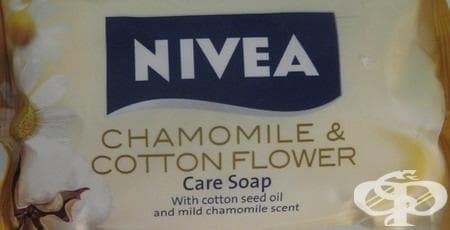 NIVEA
CHAMOMILE &
COTTON FLOWER
Care Soap
With cotton seed oil
and mild chamomile scent